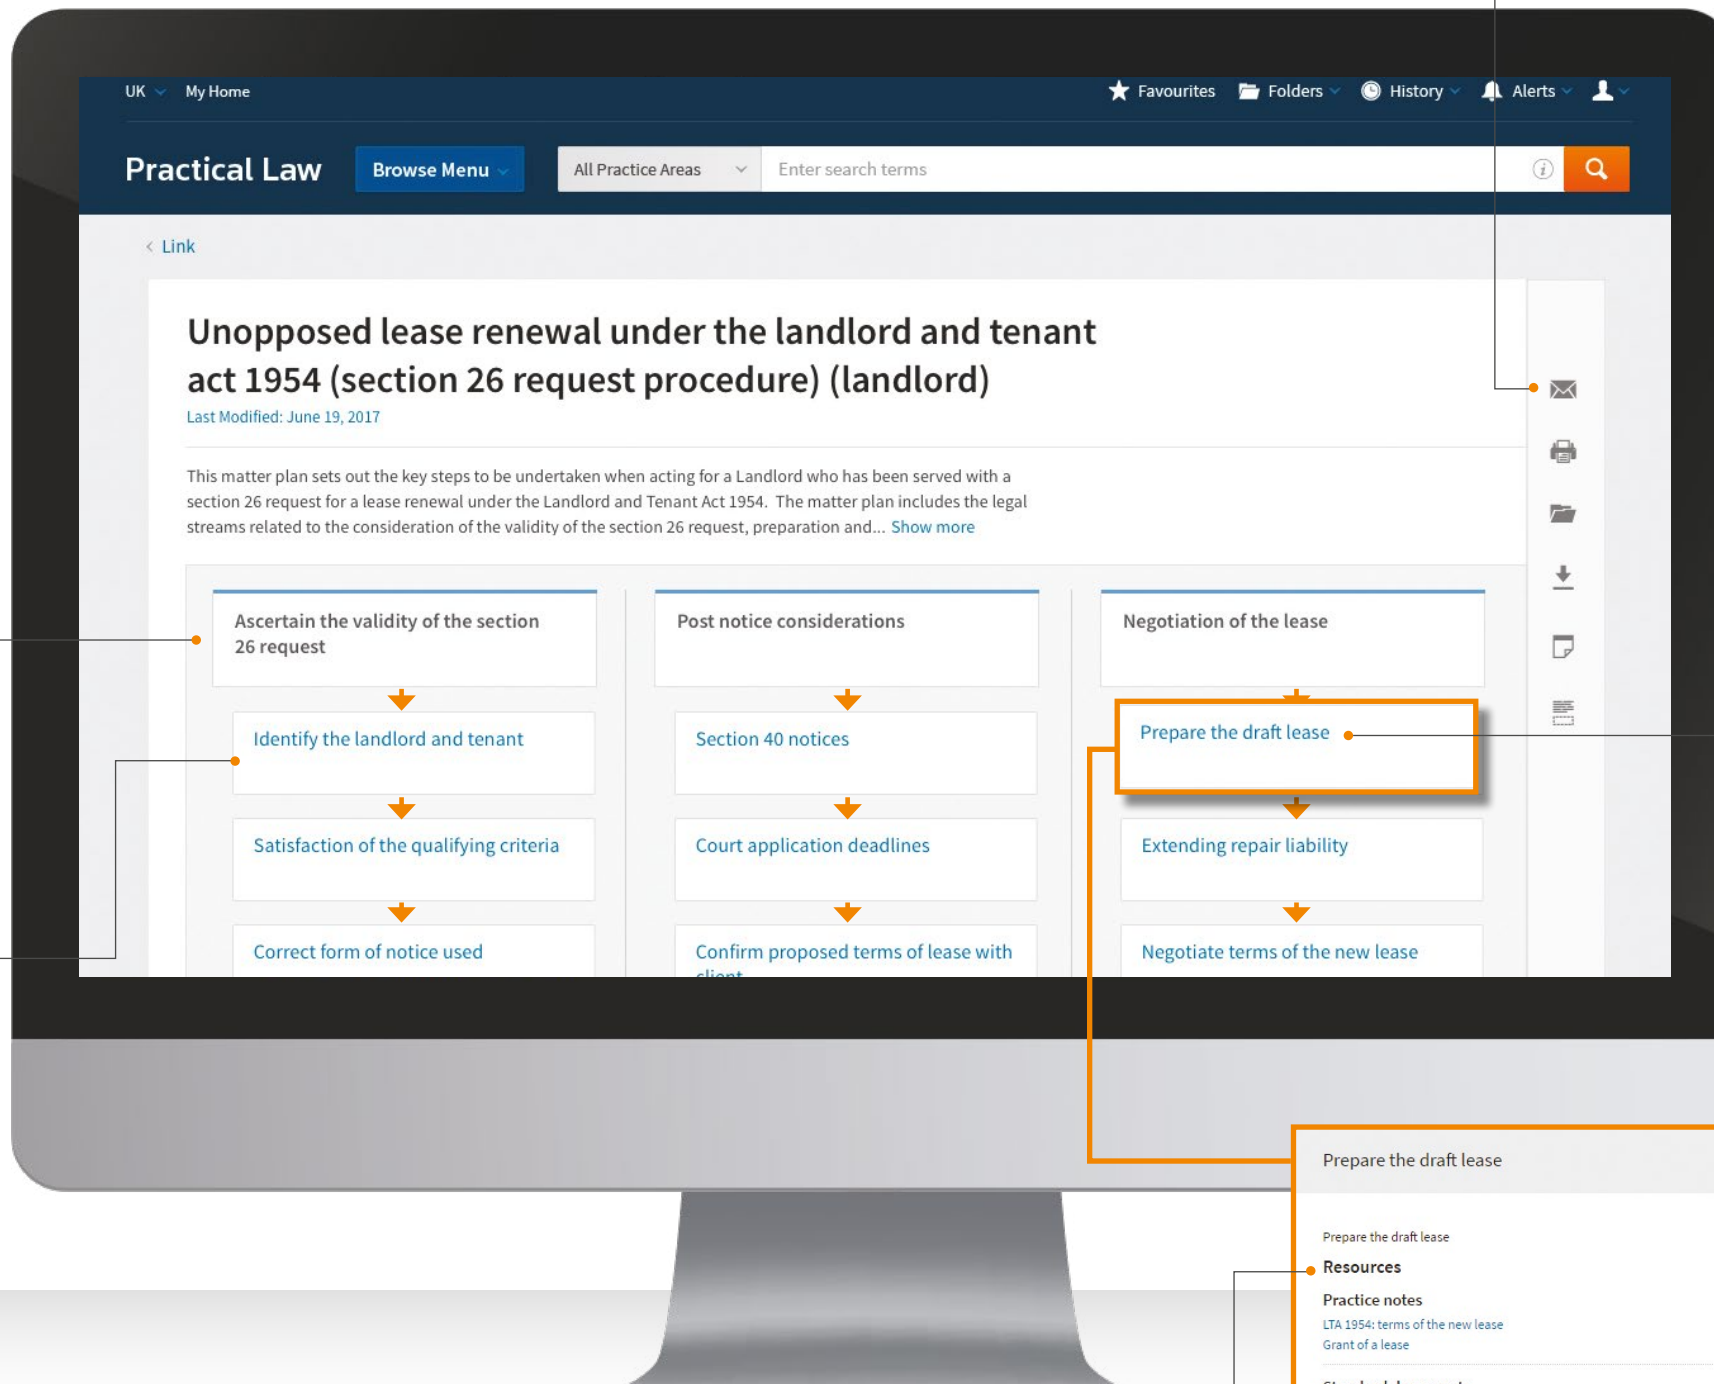 UK My Home Favourites Folders History Alerts
Practical Law Browse Menu All Practice Areas Enter search terms
Link
Unopposed lease renewal under the landlord and tenant
act 1954 (section 26 request procedure) (landlord)
Last Modified: June 19, 2017
This matter plan sets out the key steps to be undertaken when acting for a Landlord who has been served with a
section 26 request for a lease renewal under the Landlord and Tenant Act 1954. The matter plan includes the legal
streams related to the consideration of the validity of the section 26 request, preparation and... Show more
Ascertain the validity of the section
26 request
Identify the landlord and tenant
Satisfaction of the qualifying criteria
Correct form of notice used
Post notice considerations
Section 40 notices
Court application deadlines
Confirm proposed terms of lease with
client
Negotiation of the lease
Prepare the draft lease
Extending repair liability
Negotiate terms of the new lease
Prepare the draft lease
Prepare the draft lease
Resources
Practice notes
LTA 1954: terms of the new lease
Grant of a lease